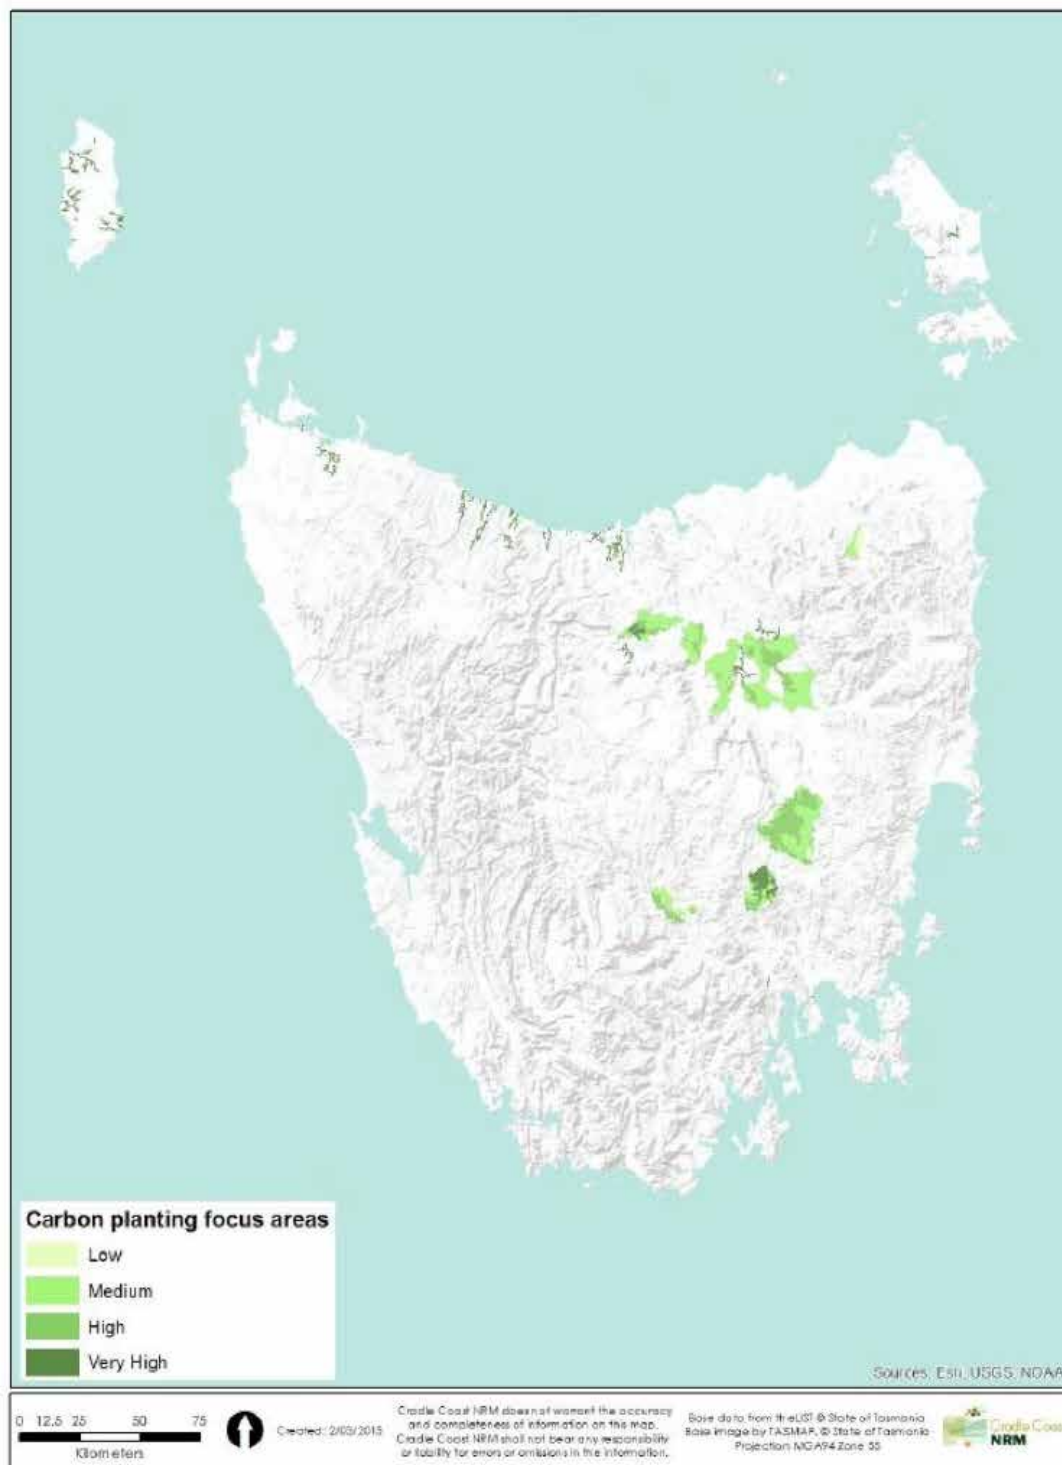 Carbon planting focus areas
Low
Medium
High
Very High
Sources: Esri, USGS, NOAA
0 12.5 25 50 75
Kilometers
Created: 2/03/2015
Cradle Coast NRM does not warrant the accuracy
and completeness of information on this map.
Cradle Coast NRM shall not bear any responsibility
or liability for errors or omissions in the information.
Base data from theLIST © State of Tasmania
Base image by TASMAP, © State of Tasmania
Projection: MGA94 Zone 55
Cradle Coast
NRM